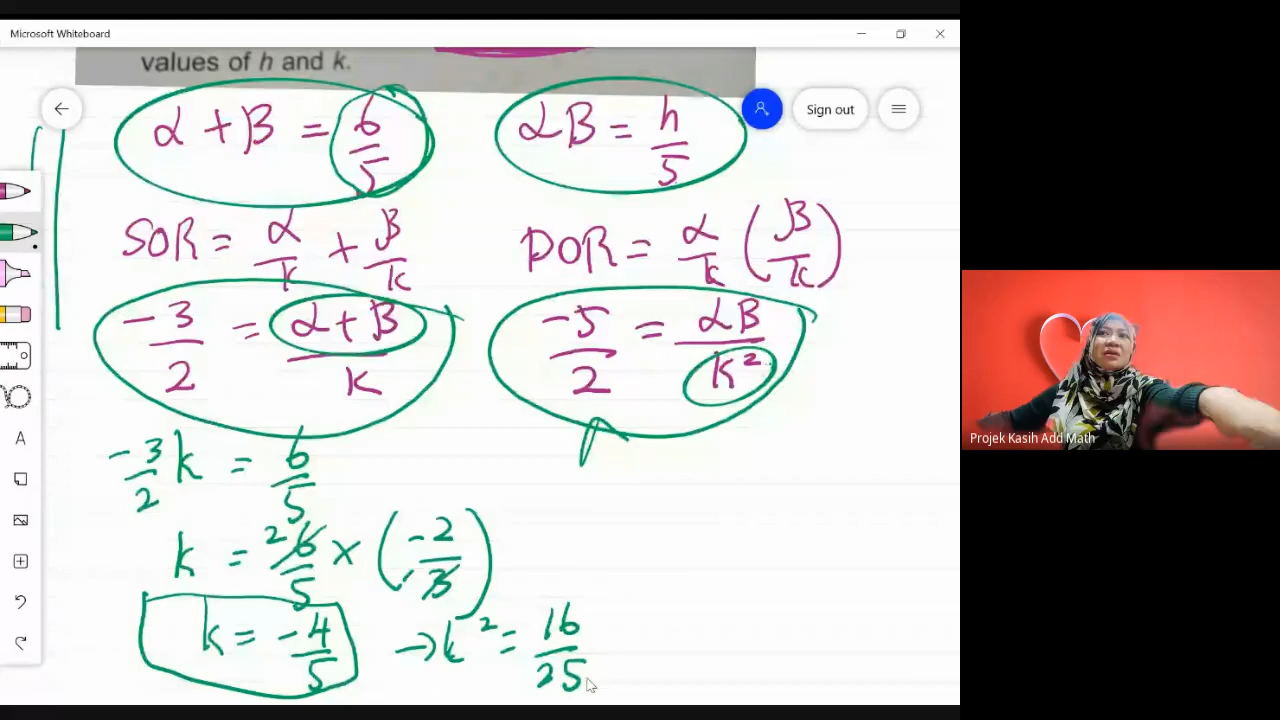 Microsoft Whiteboard
values of h and k.
Sign out
α + β = 6/5
αβ = h/5
SOR = α/k + β/k
POR = α/k (β/k)
-3/2 = α + β/k
-5/2 = αβ/k²
-3/2 k = 6/5
k = 2 6/5 × (-2/3)
k = -4/5 → k² = 16/25
A
Projek Kasih Add Math